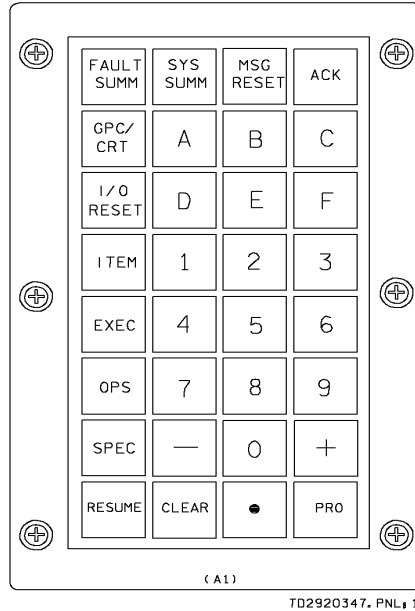 FAULT SUMM SYS SUMM MSG RESET ACK
GPC/ CRT A B C
I/O RESET D E F
ITEM 1 2 3
EXEC 4 5 6
OPS 7 8 9
SPEC — 0 +
RESUME CLEAR • PRO
(A1)
TD2920347.PNL; 1